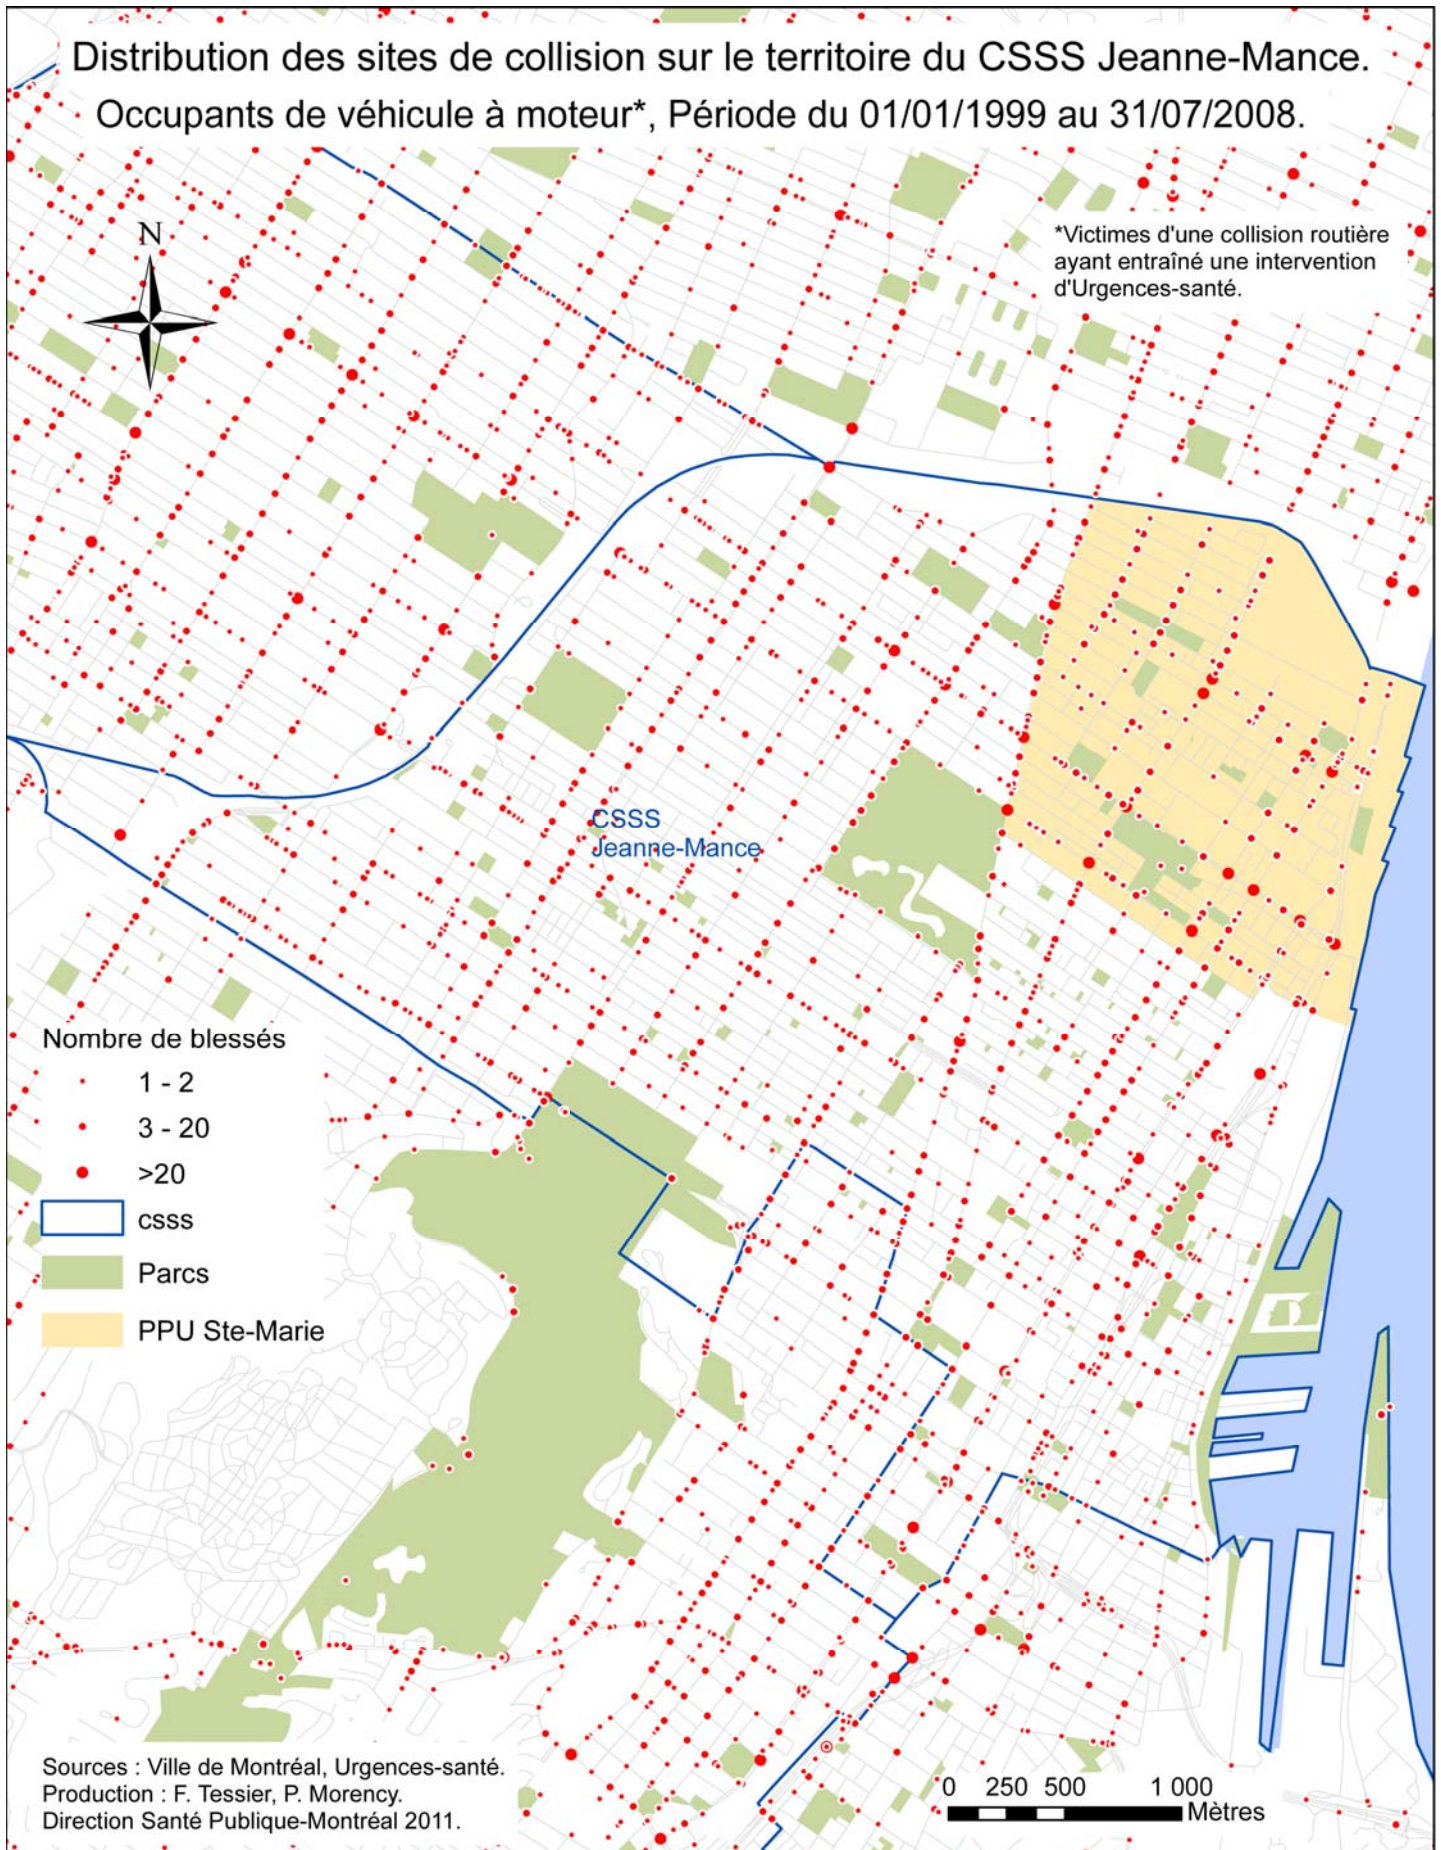 Distribution des sites de collision sur le territoire du CSSS Jeanne-Mance.
Occupants de véhicule à moteur*, Période du 01/01/1999 au 31/07/2008.
*Victimes d'une collision routière
ayant entraîné une intervention
d'Urgences-santé.
N
CSSS
Jeanne-Mance
Nombre de blessés
1 - 2
3 - 20
>20
csss
Parcs
PPU Ste-Marie
Sources : Ville de Montréal, Urgences-santé.
Production : F. Tessier, P. Morency.
Direction Santé Publique-Montréal 2011.
0 250 500 1 000
Mètres